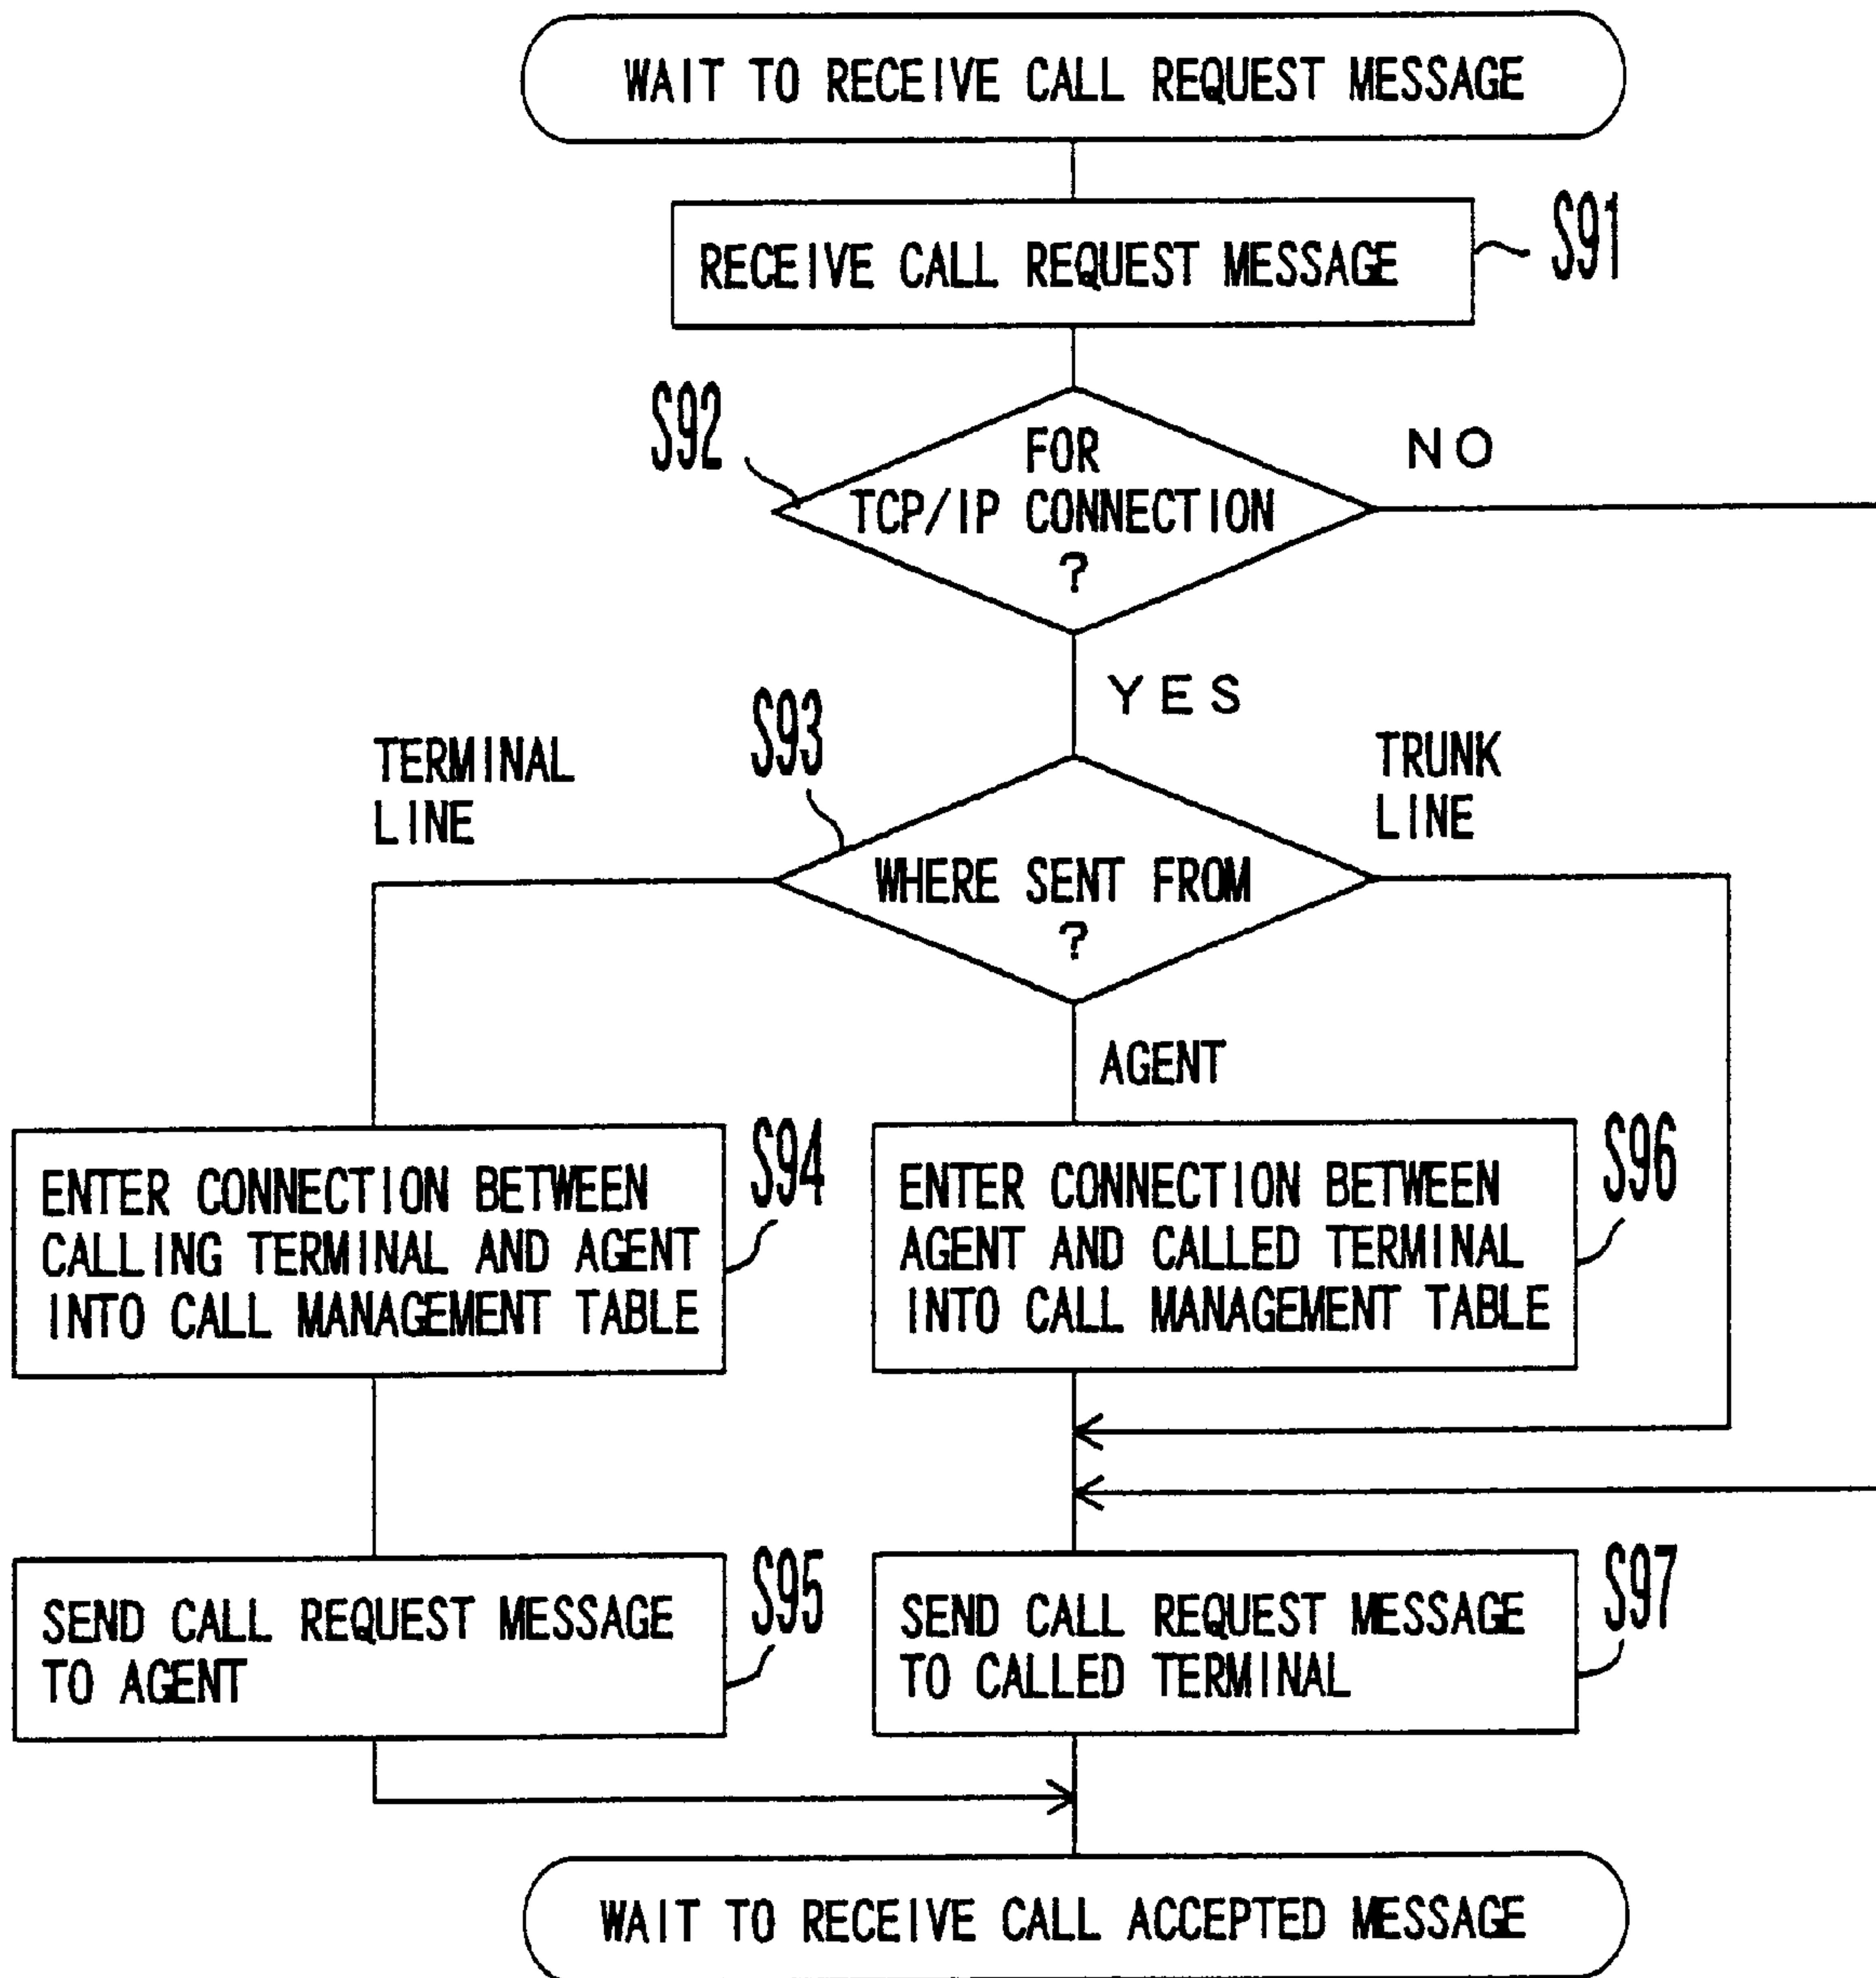 WAIT TO RECEIVE CALL REQUEST MESSAGE
RECEIVE CALL REQUEST MESSAGE
S91
S92
FOR
TCP/IP CONNECTION
?
NO
YES
S93
TERMINAL
LINE
TRUNK
LINE
WHERE SENT FROM
?
AGENT
ENTER CONNECTION BETWEEN
CALLING TERMINAL AND AGENT
INTO CALL MANAGEMENT TABLE
S94
ENTER CONNECTION BETWEEN
AGENT AND CALLED TERMINAL
INTO CALL MANAGEMENT TABLE
S96
SEND CALL REQUEST MESSAGE
TO AGENT
S95
SEND CALL REQUEST MESSAGE
TO CALLED TERMINAL
S97
WAIT TO RECEIVE CALL ACCEPTED MESSAGE